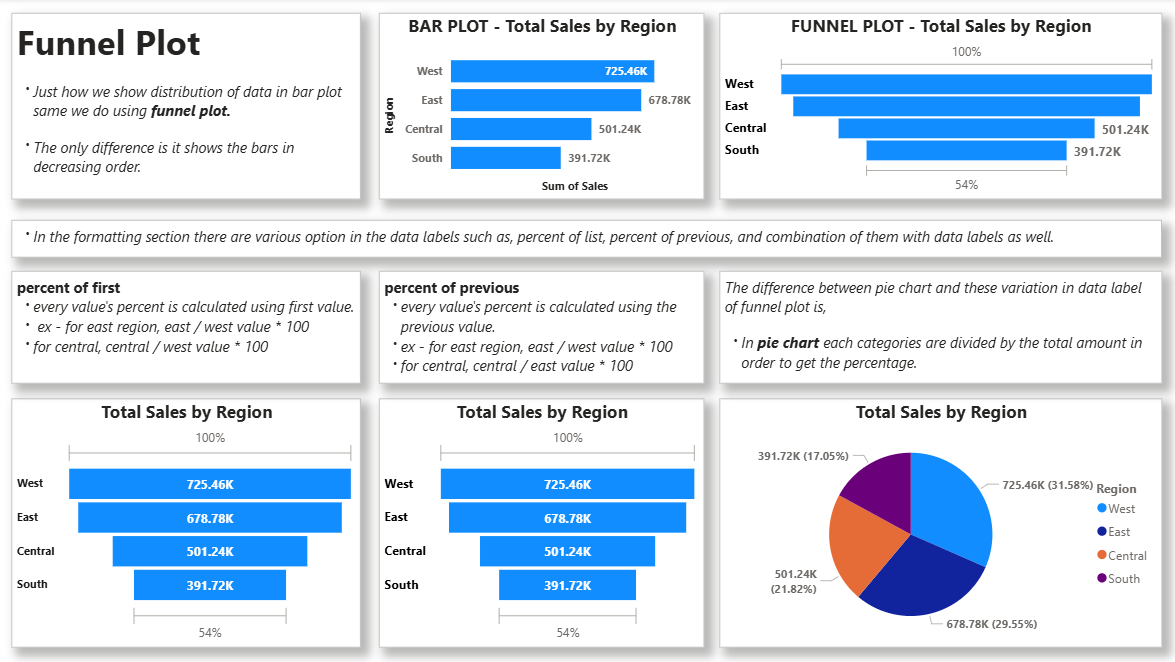 Funnel Plot
• Just how we show distribution of data in bar plot
same we do using funnel plot.
• The only difference is it shows the bars in
decreasing order.
BAR PLOT - Total Sales by Region
Region
West
725.46K
East
678.78K
Central
501.24K
South
391.72K
Sum of Sales
FUNNEL PLOT - Total Sales by Region
100%
West
East
Central
501.24K
South
391.72K
54%
• In the formatting section there are various option in the data labels such as, percent of list, percent of previous, and combination of them with data labels as well.
percent of first
• every value's percent is calculated using first value.
• ex - for east region, east / west value * 100
• for central, central / west value * 100
percent of previous
• every value's percent is calculated using the
previous value.
• ex - for east region, east / west value * 100
• for central, central / east value * 100
The difference between pie chart and these variation in data label
of funnel plot is,
• In pie chart each categories are divided by the total amount in
order to get the percentage.
Total Sales by Region
100%
West
725.46K
East
678.78K
Central
501.24K
South
391.72K
54%
Total Sales by Region
100%
West
725.46K
East
678.78K
Central
501.24K
South
391.72K
54%
Total Sales by Region
391.72K (17.05%)
725.46K (31.58%)
501.24K
(21.82%)
678.78K (29.55%)
Region
West
East
Central
South